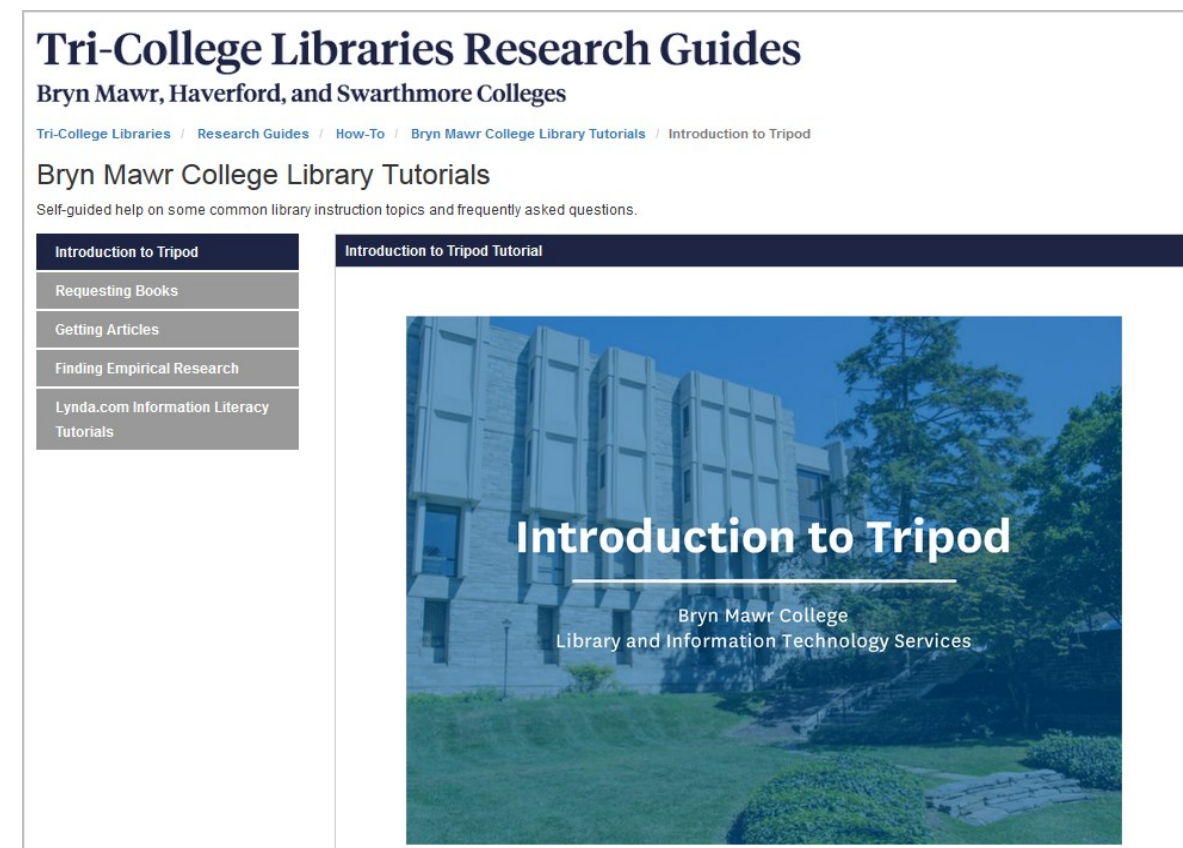 Tri-College Libraries Research Guides
Bryn Mawr, Haverford, and Swarthmore Colleges
Tri-College Libraries / Research Guides / How-To / Bryn Mawr College Library Tutorials / Introduction to Tripod
Bryn Mawr College Library Tutorials
Self-guided help on some common library instruction topics and frequently asked questions.
Introduction to Tripod
Requesting Books
Getting Articles
Finding Empirical Research
Lynda.com Information Literacy
Tutorials
Introduction to Tripod Tutorial
Introduction to Tripod
Bryn Mawr College
Library and Information Technology Services